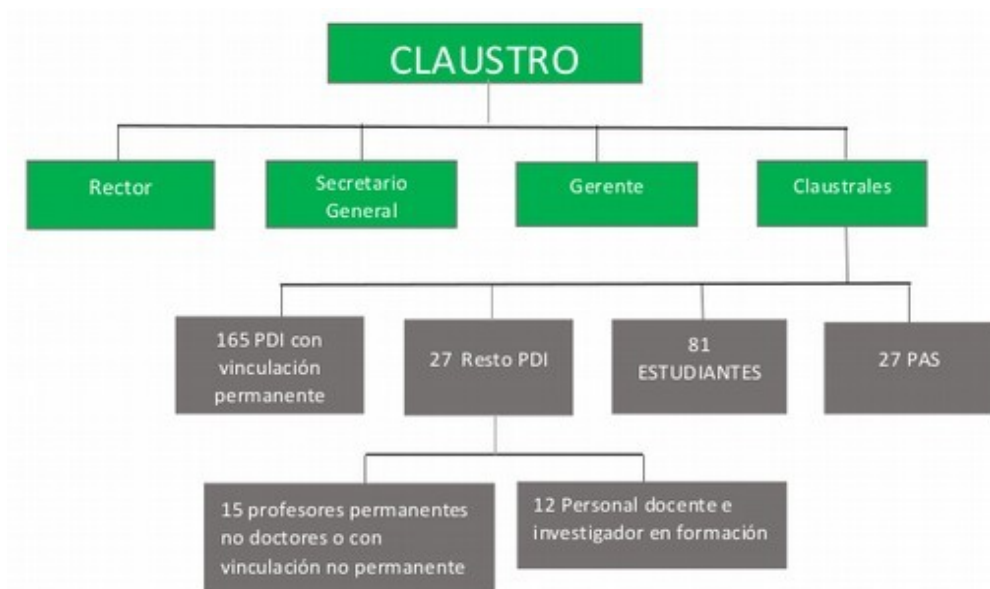 CLAUSTRO
Rector
Secretario
General
Gerente
Claustrales
165 PDI con
vinculación
permanente
27 Resto PDI
81
ESTUDIANTES
27 PAS
15 profesores permanentes
no doctores o con
vinculación no permanente
12 Personal docente e
investigador en formación